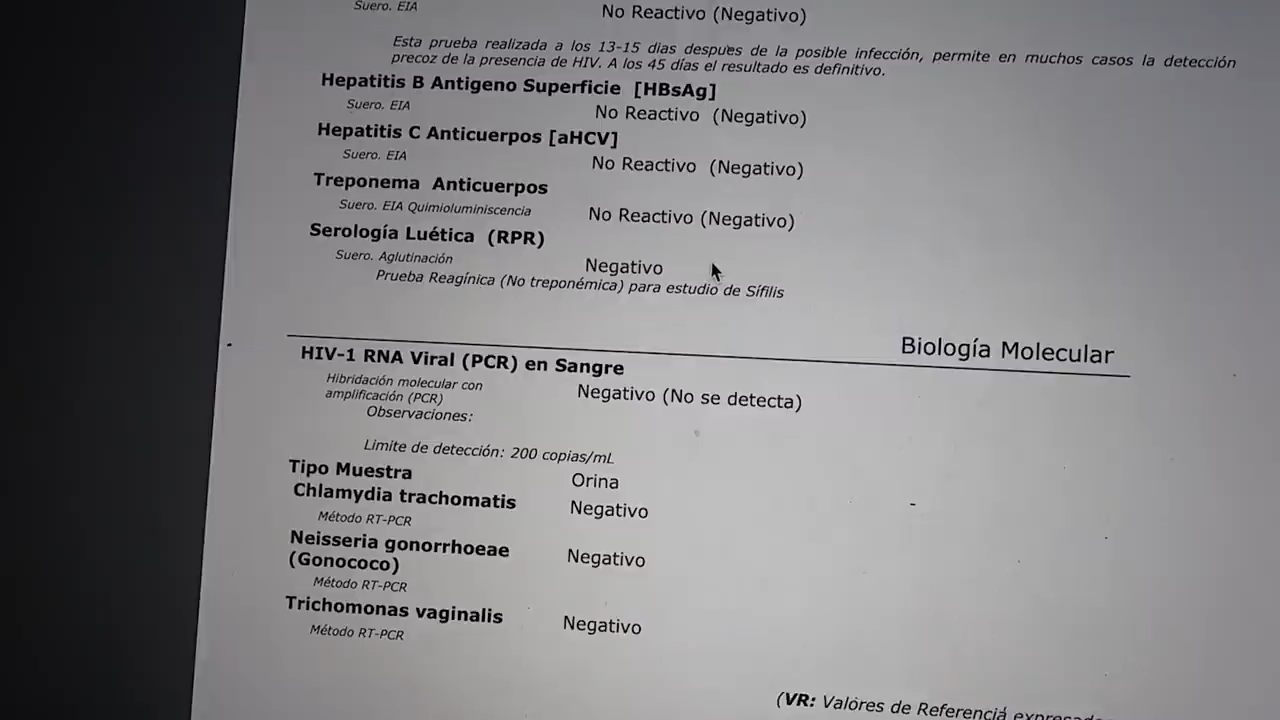 Suero. EIA
No Reactivo (Negativo)
Esta prueba realizada a los 13-15 dias despues de la posible infección, permite en muchos casos la detección
precoz de la presencia de HIV. A los 45 días el resultado es definitivo.
Hepatitis B Antigeno Superficie [HBsAg]
Suero. EIA
No Reactivo (Negativo)
Hepatitis C Anticuerpos [aHCV]
Suero. EIA
No Reactivo (Negativo)
Treponema Anticuerpos
Suero. EIA Quimioluminiscencia
No Reactivo (Negativo)
Serología Luética (RPR)
Suero. Aglutinación
Negativo
Prueba Reagínica (No treponémica) para estudio de Sífilis
Biología Molecular
HIV-1 RNA Viral (PCR) en Sangre
Hibridación molecular con
amplificación (PCR)
Negativo (No se detecta)
Observaciones:
Limite de detección: 200 copias/mL
Tipo Muestra
Orina
Chlamydia trachomatis
Negativo
Método RT-PCR
Neisseria gonorrhoeae
(Gonococo)
Negativo
Método RT-PCR
Trichomonas vaginalis
Negativo
Método RT-PCR
(VR: Valores de Referencia